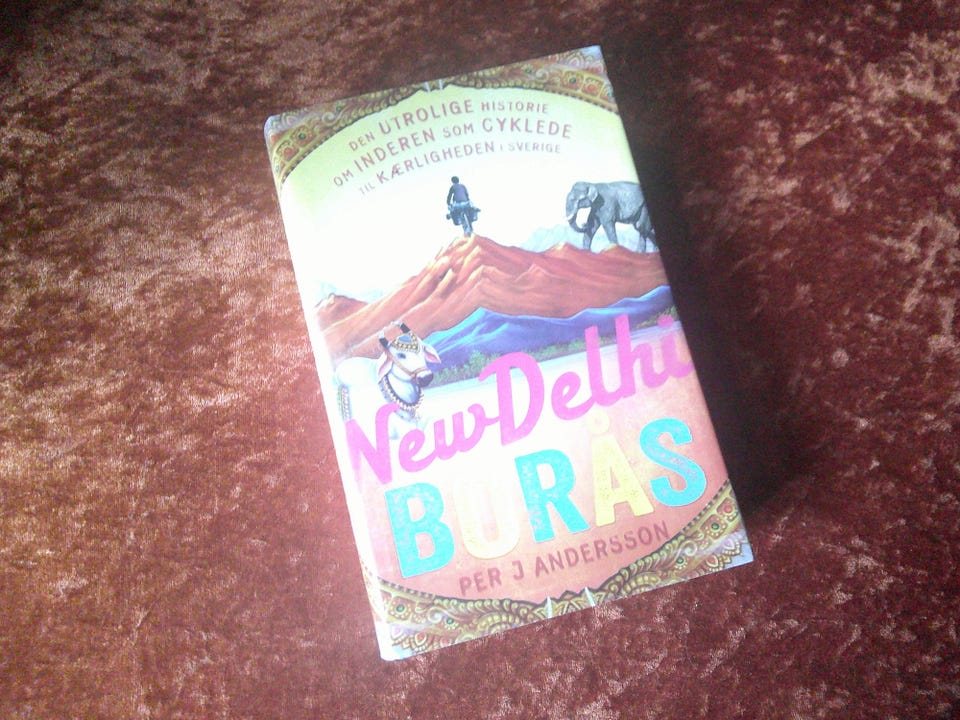 DEN UTROLIGE HISTORIE
OM INDEREN SOM CYKLEDE
TIL KÆRLIGHEDEN I SVERIGE
New Delhi
BORÅS
PER J ANDERSSON